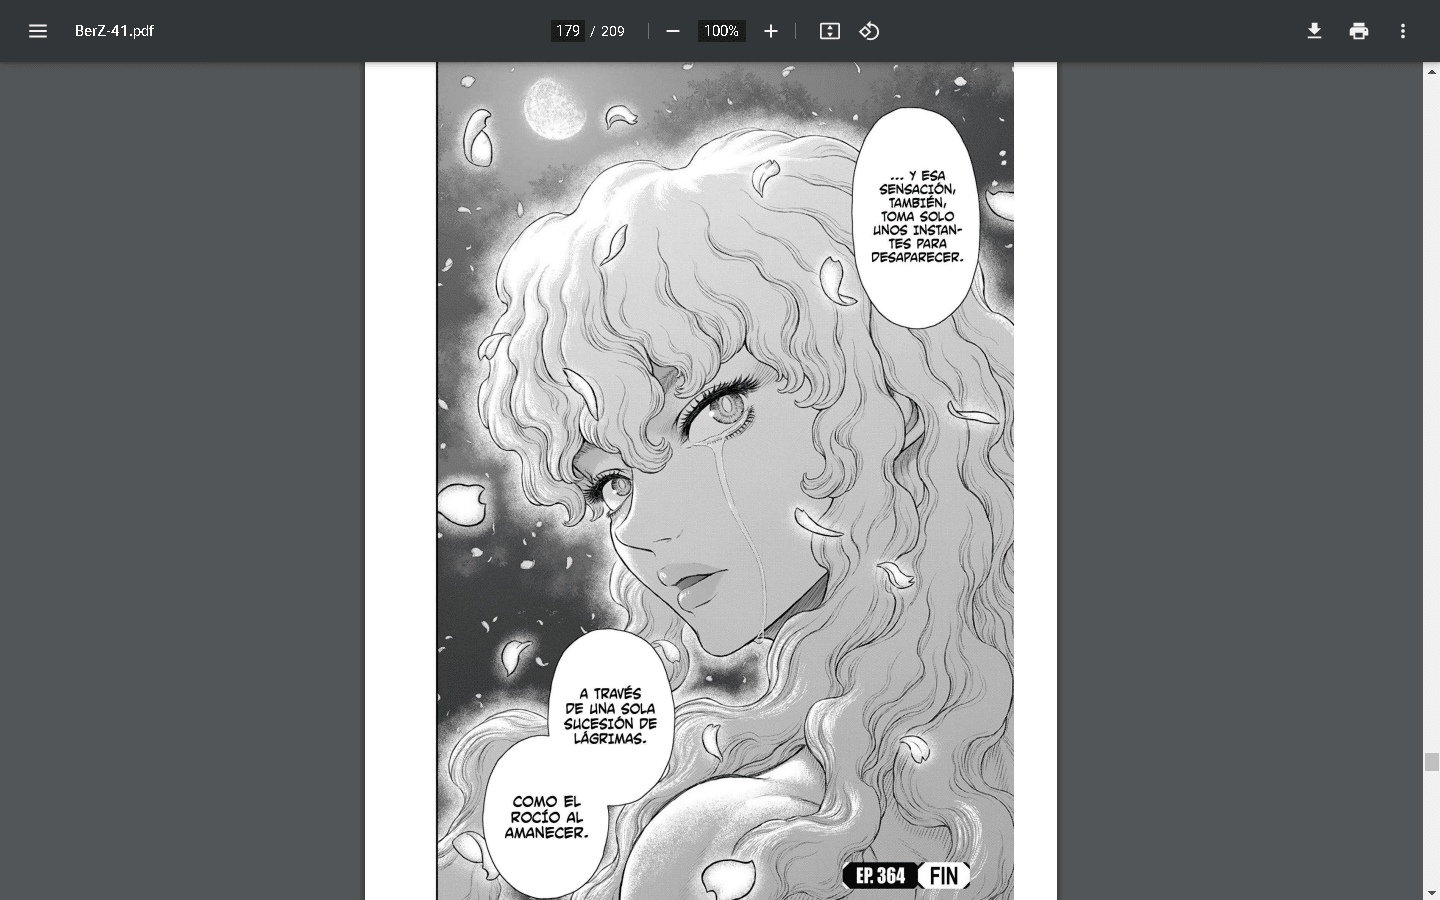 BerZ-41.pdf
179 / 209
100%
... Y ESA
SENSACIÓN,
TAMBIÉN,
TOMA SOLO
UNOS INSTAN-
TES PARA
DESAPARECER.
A TRAVÉS
DE UNA SOLA
SUCESIÓN DE
LÁGRIMAS.
COMO EL
ROCÍO AL
AMANECER.
EP. 364 FIN